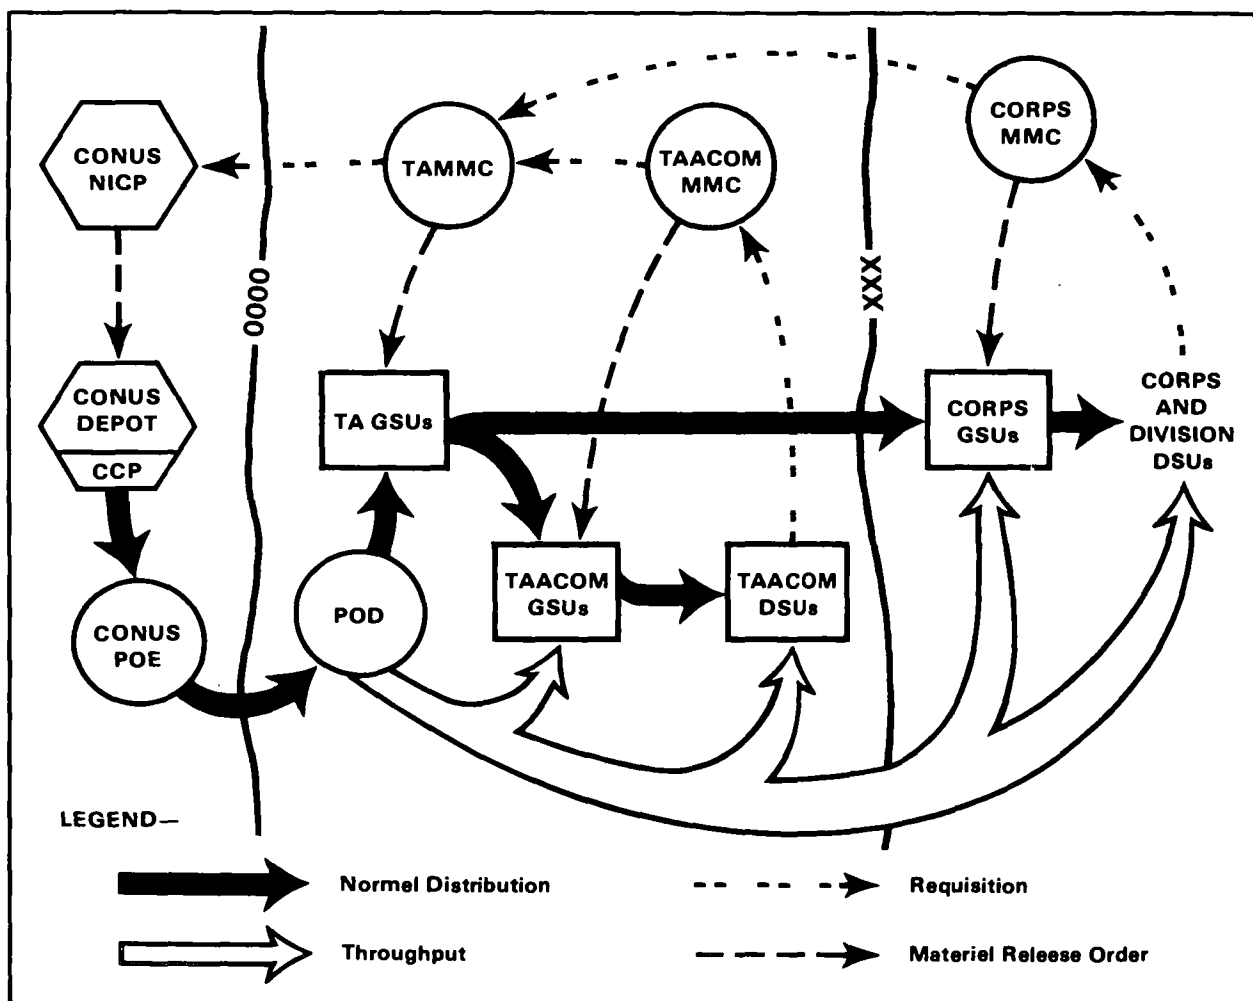 CORPS
MMC
CONUS
NICP
TAMMC
TAACOM
MMC
0000
XXX
CONUS
DEPOT
CCP
TA GSUs
CORPS
GSUs
CORPS
AND
DIVISION
DSUs
TAACOM
GSUs
TAACOM
DSUs
POD
CONUS
POE
LEGEND—
Normel Distribution
Requisition
Throughput
Materiel Releese Order